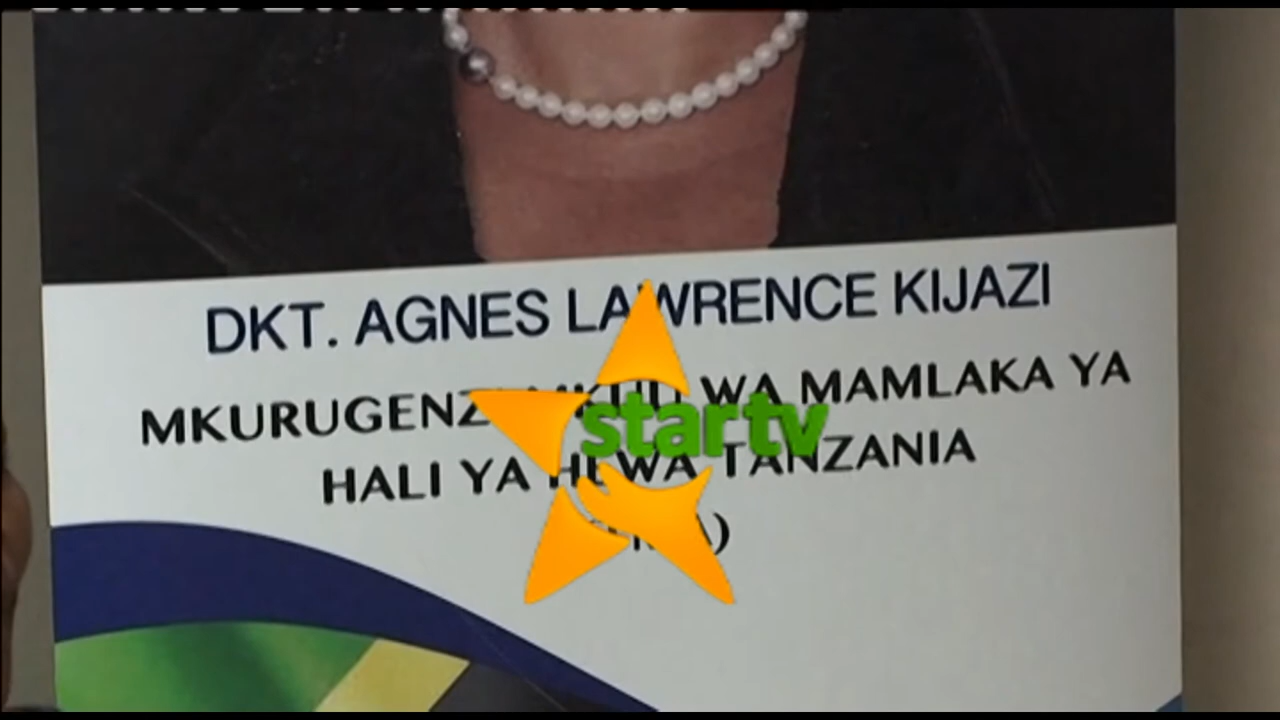 DKT. AGNES LAWRENCE KIJAZI
MKURUGENZI MKUU WA MAMLAKA YA
startv
HALI YA HEWA TANZANIA